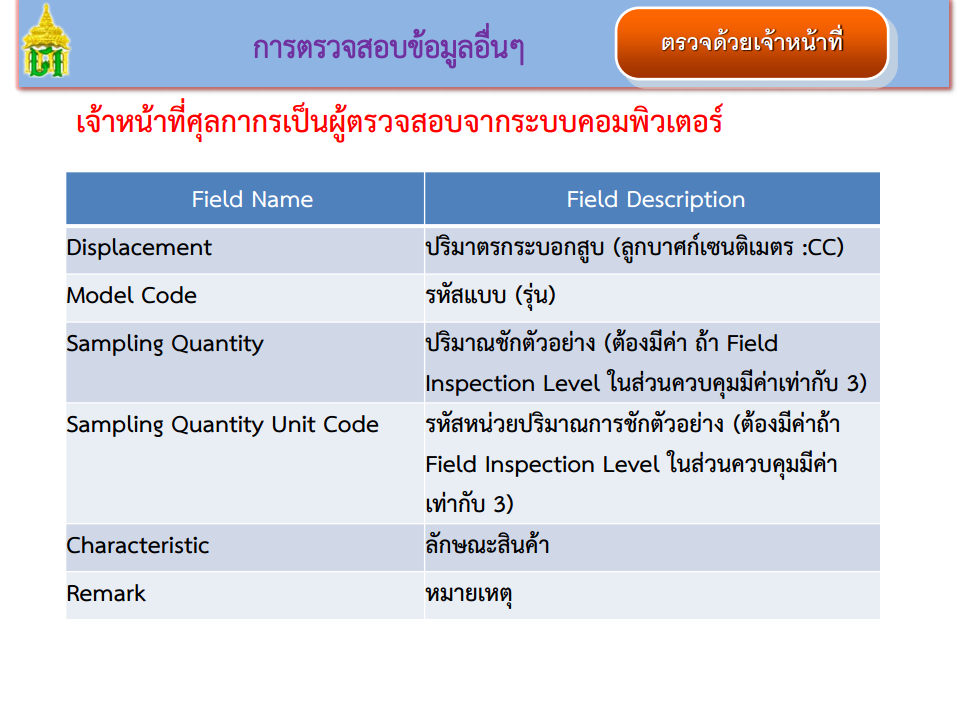 การตรวจสอบข้อมูลอื่นๆ
ตรวจด้วยเจ้าหน้าที่
เจ้าหน้าที่ศุลกากรเป็นผู้ตรวจสอบจากระบบคอมพิวเตอร์
Field Name
Field Description
Displacement
ปริมาตรกระบอกสูบ (ลูกบาศก์เซนติเมตร :CC)
Model Code
รหัสแบบ (รุ่น)
Sampling Quantity
ปริมาณชักตัวอย่าง (ต้องมีค่า ถ้า Field
Inspection Level ในส่วนควบคุมมีค่าเท่ากับ 3)
Sampling Quantity Unit Code
รหัสหน่วยปริมาณการชักตัวอย่าง (ต้องมีค่าถ้า
Field Inspection Level ในส่วนควบคุมมีค่า
เท่ากับ 3)
Characteristic
ลักษณะสินค้า
Remark
หมายเหตุ